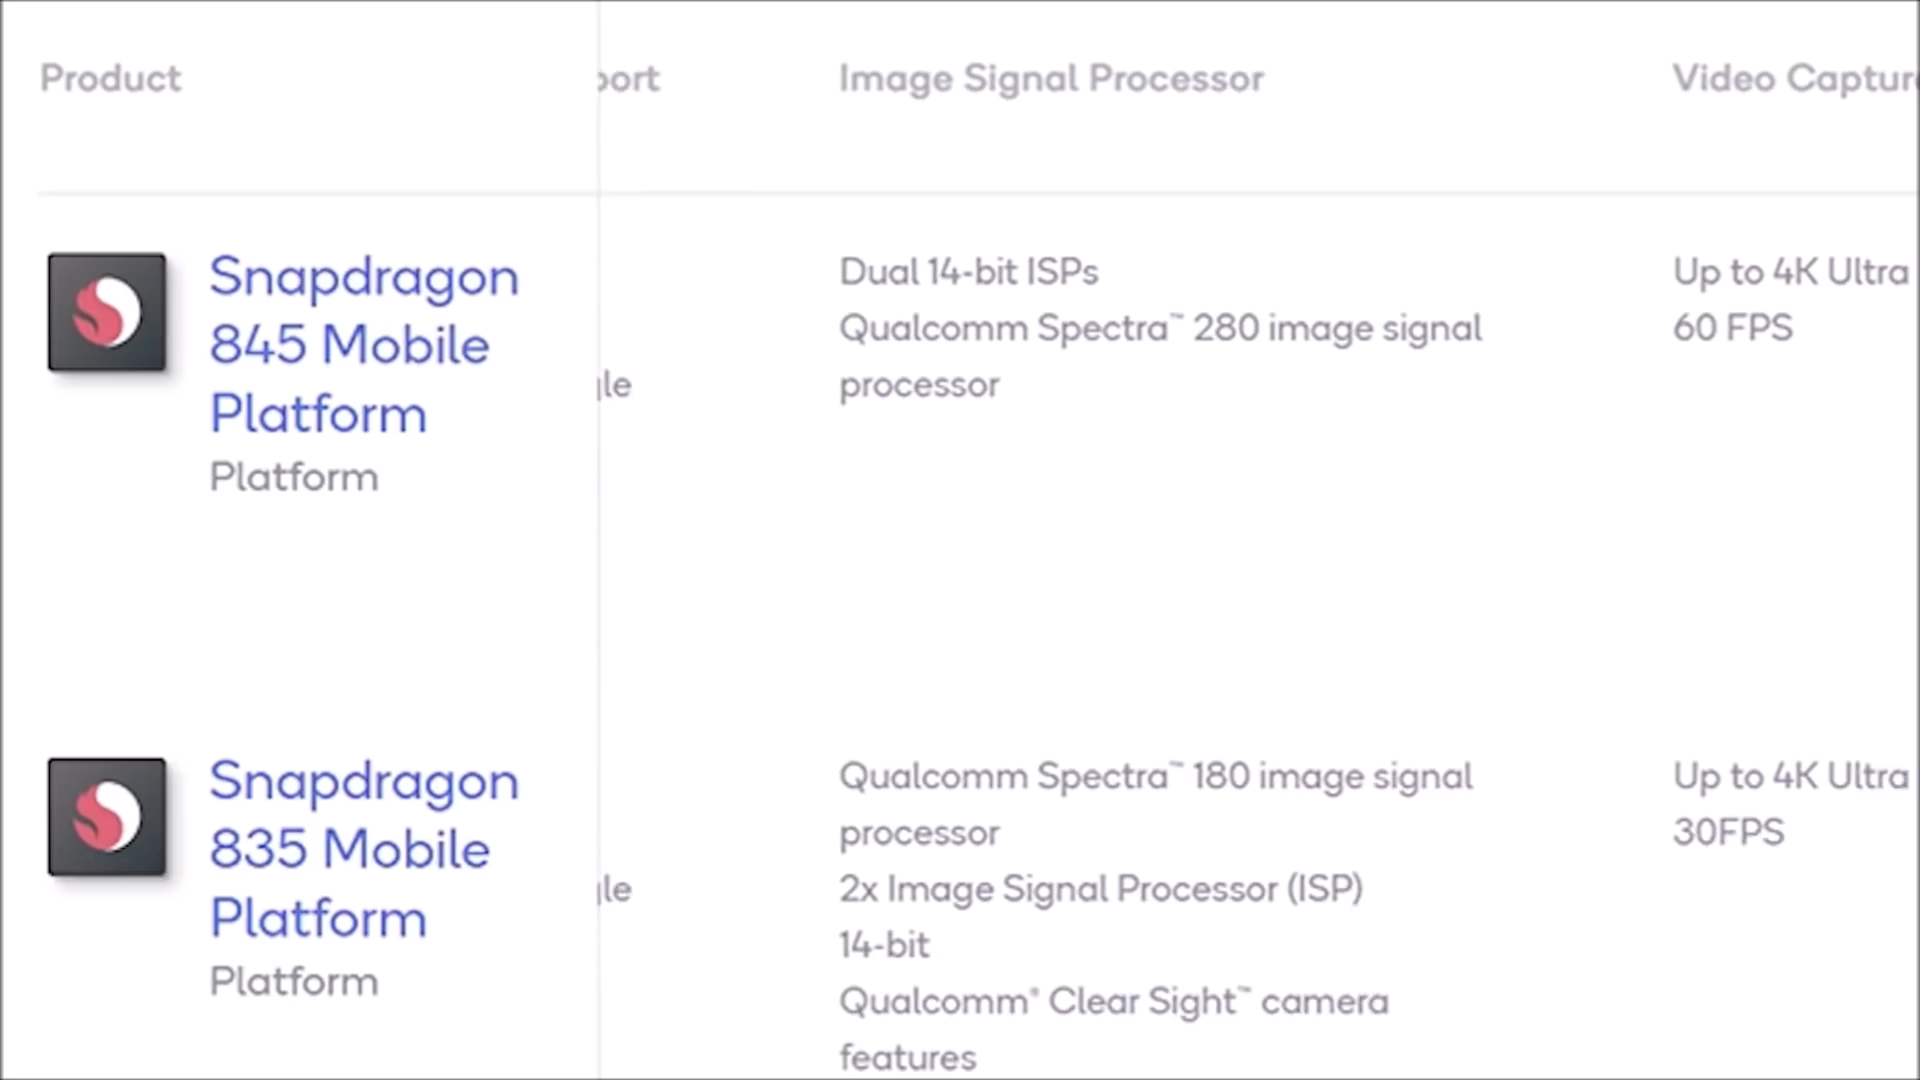 Product
Image Signal Processor
Video
Snapdragon
845 Mobile
Platform
Platform
Dual 14-bit ISPs
Qualcomm Spectra™ 280 image signal
processor
Up to 4K Ultra
60 FPS
Snapdragon
835 Mobile
Platform
Platform
Qualcomm Spectra™ 180 image signal
processor
2x Image Signal Processor (ISP)
14-bit
Qualcomm® Clear Sight™ camera
features
Up to 4K Ultra
30FPS